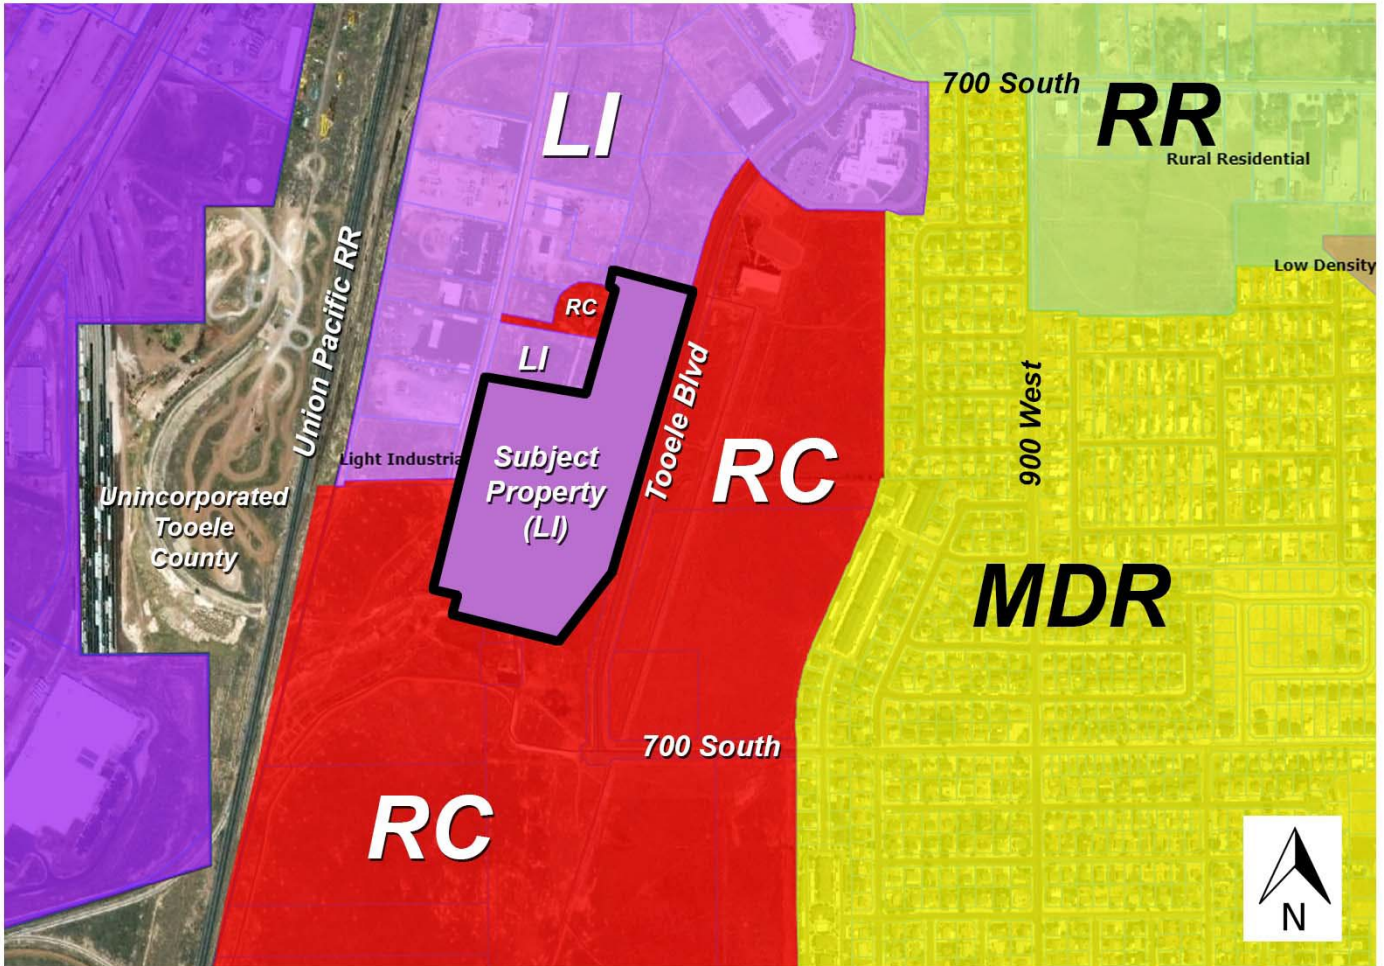 700 South
LI
RR
Rural Residential
Low Density
Union Pacific RR
RC
LI
Tooele Blvd
900 West
RC
Light Industria
Subject
Property
(LI)
Unincorporated
Tooele
County
MDR
700 South
RC
N